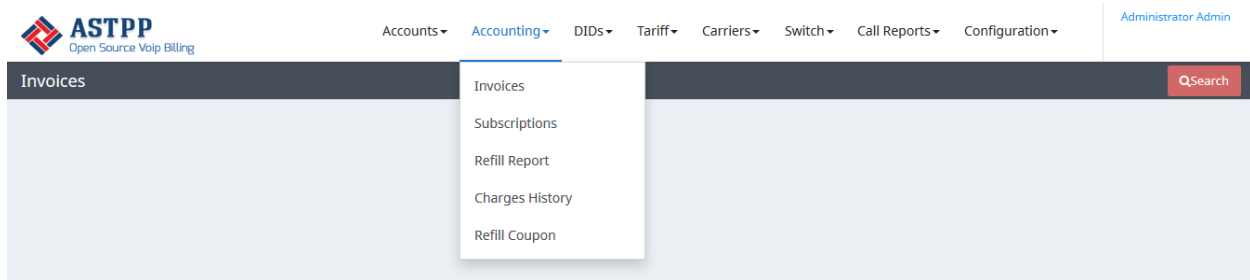 ASTPP
Open Source Voip Billing
Accounts Accounting DIDs Tariff Carriers Switch Call Reports Configuration
Administrator Admin
Invoices
Search
Invoices
Subscriptions
Refill Report
Charges History
Refill Coupon